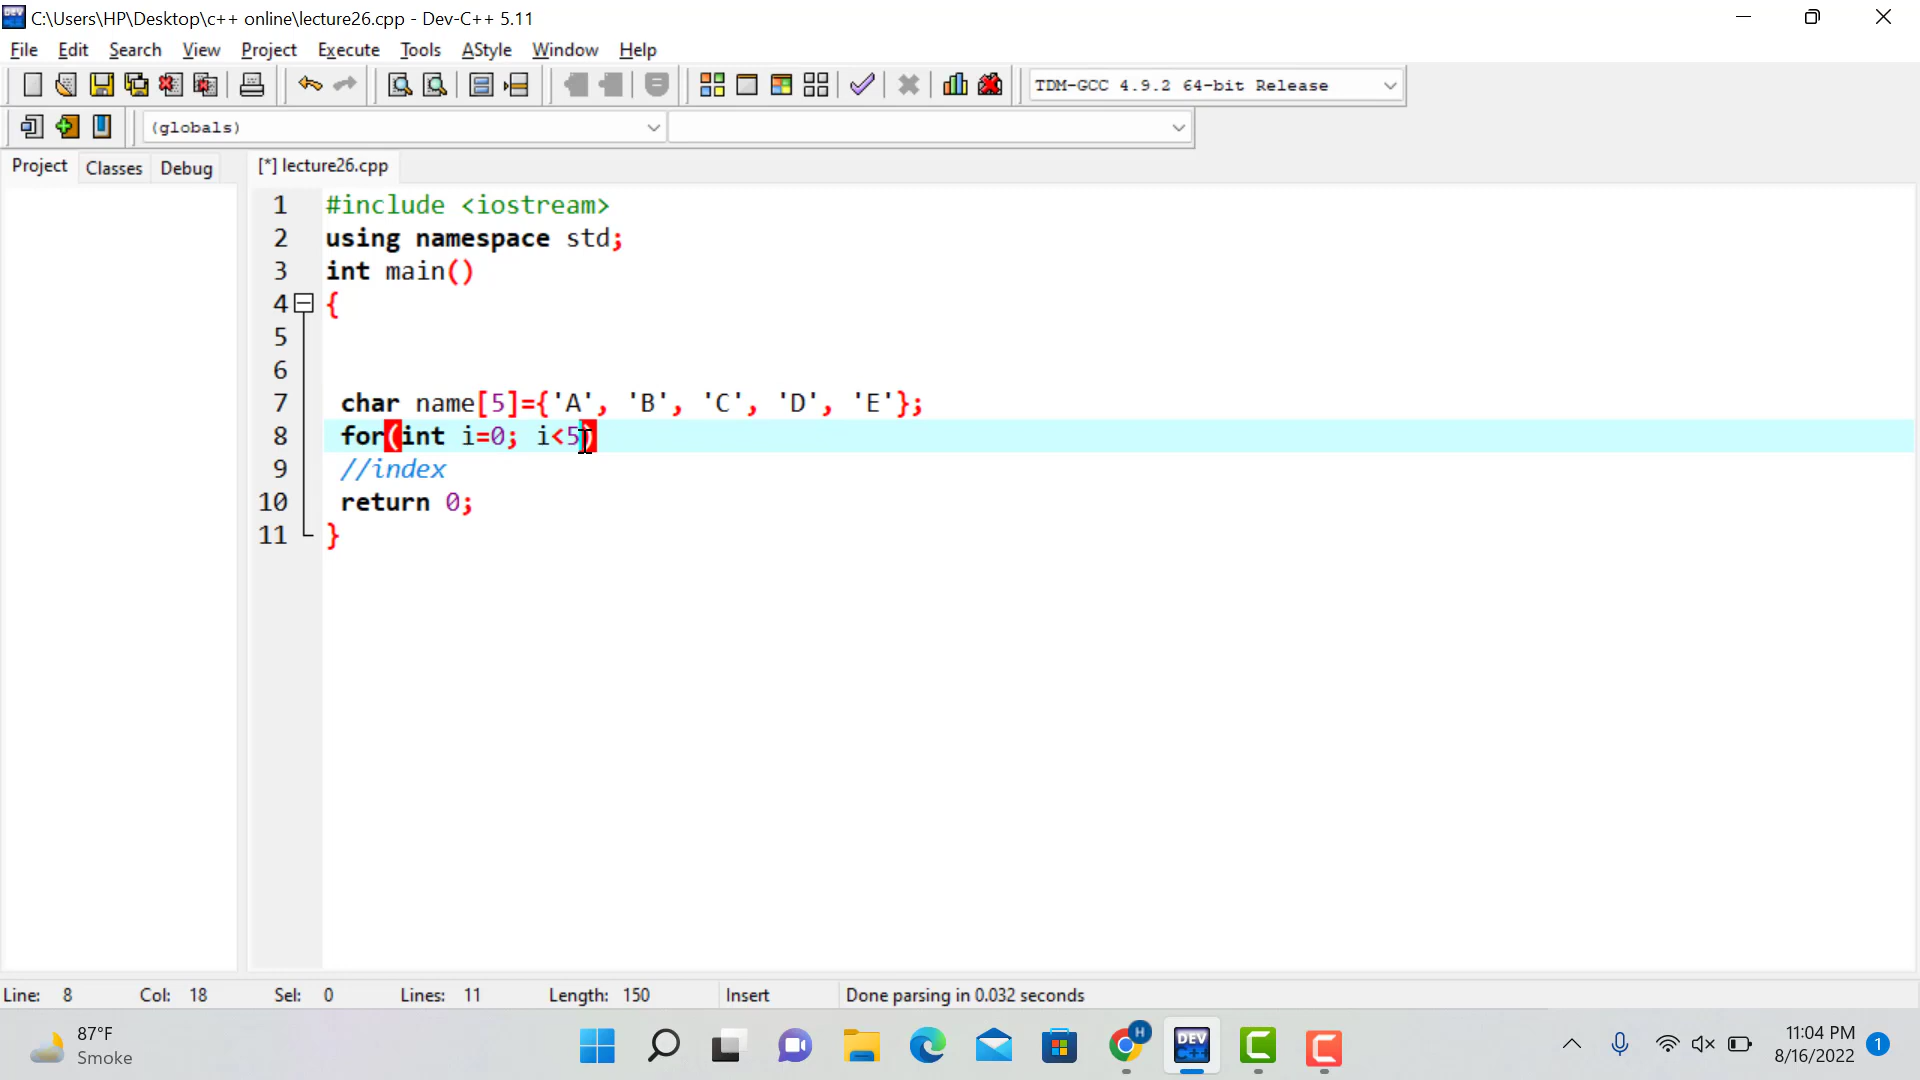 C:\Users\HP\Desktop\c++ online\lecture26.cpp - Dev-C++ 5.11
File Edit Search View Project Execute Tools AStyle Window Help
TDM-GCC 4.9.2 64-bit Release
(globals)
Project Classes Debug [*] lecture26.cpp
1 #include <iostream>
2 using namespace std;
3 int main()
4 {
5
6
7 char name[5]={'A', 'B', 'C', 'D', 'E'};
8 for(int i=0; i<5)
9 //index
10 return 0;
11 }
Line: 8 Col: 18 Sel: 0 Lines: 11 Length: 150 Insert Done parsing in 0.032 seconds
87°F
Smoke
H
DEV
C++
11:04 PM
8/16/2022
1